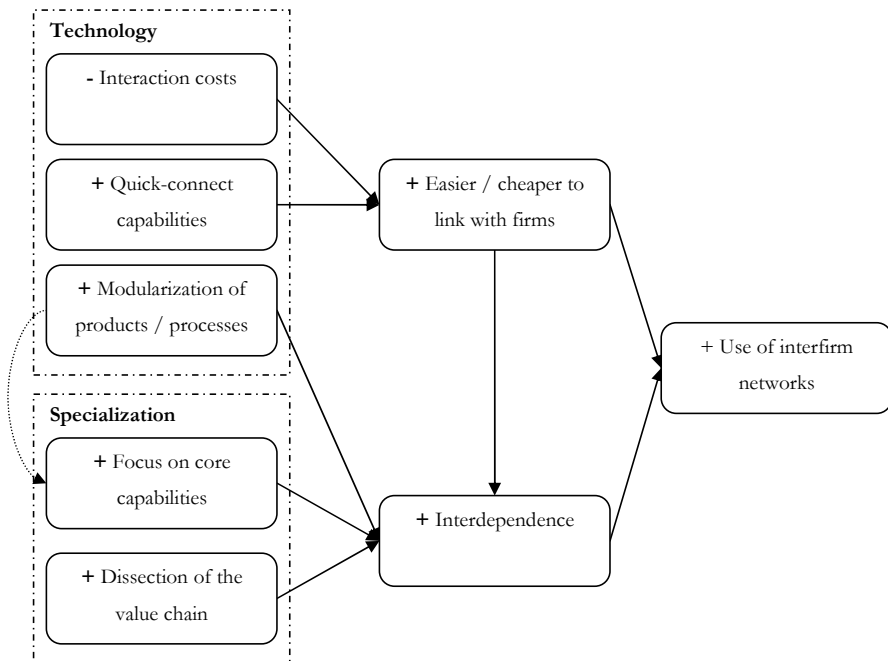 Technology
- Interaction costs
+ Quick-connect
capabilities
+ Modularization of
products / processes
Specialization
+ Focus on core
capabilities
+ Dissection of the
value chain
+ Easier / cheaper to
link with firms
+ Interdependence
+ Use of interfirm
networks